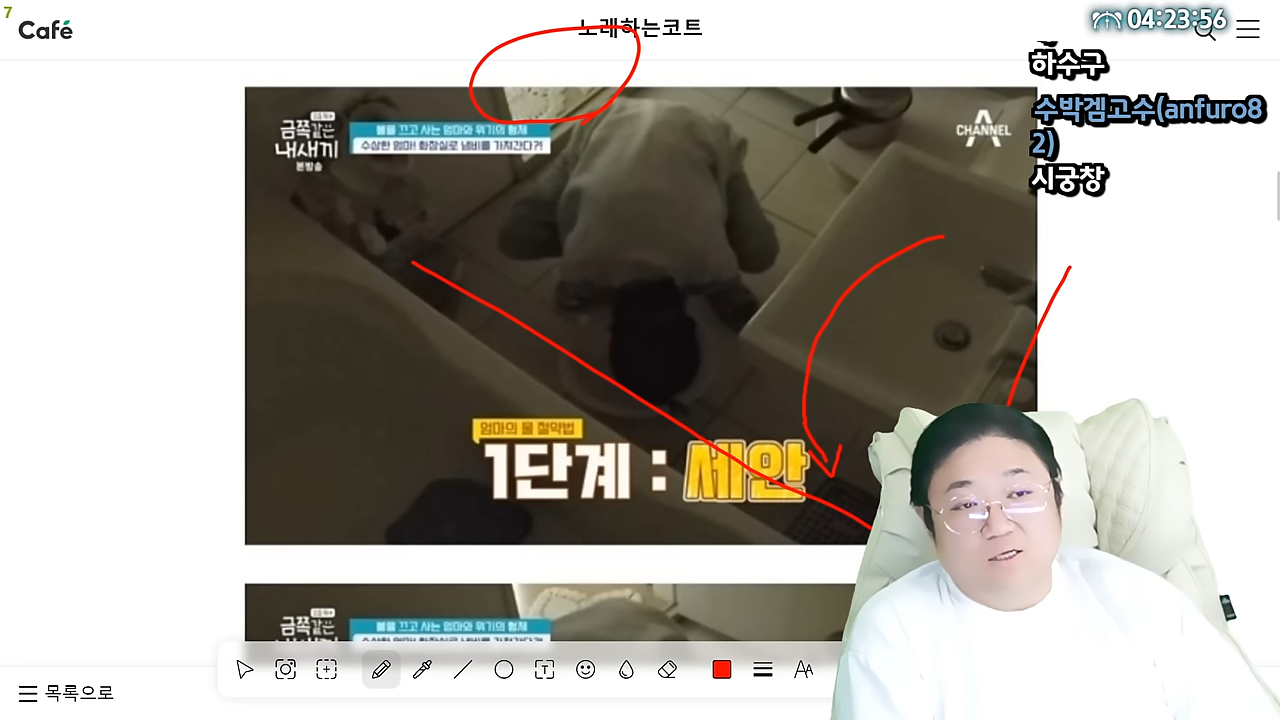 7
Café
노래하는코트
04:23:56
하수구
수박겜고수(anfuro8
2)
시궁창
금쪽같은
내새끼
본방송
불을 끄고 사는 엄마와 위기의 형제
수상한 엄마! 화장실로 냄비를 가져간다?!
CHANNEL A
엄마의 물 절약법
1단계 : 세안
금쪽같은
불을 끄고 사는 엄마와 위기의 형제
목록으로